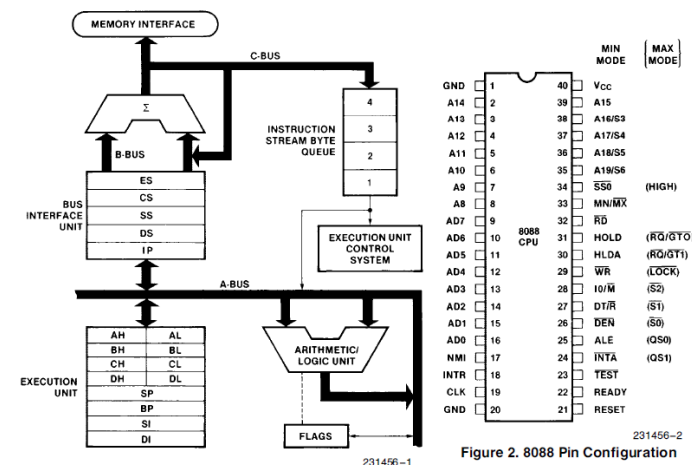 MEMORY INTERFACE
C-BUS
Σ
B-BUS
INSTRUCTION
STREAM BYTE
QUEUE
4
3
2
1
BUS
INTERFACE
UNIT
ES
CS
SS
DS
IP
EXECUTION UNIT
CONTROL
SYSTEM
A-BUS
EXECUTION
UNIT
AH AL
BH BL
CH CL
DH DL
SP
BP
SI
DI
ARITHMETIC/
LOGIC UNIT
FLAGS
231456-1
MIN MODE
MAX MODE
8088
CPU
GND 1 40 VCC
A14 2 39 A15
A13 3 38 A16/S3
A12 4 37 A17/S4
A11 5 36 A18/S5
A10 6 35 A19/S6
A9 7 34 SS0 (HIGH)
A8 8 33 MN/MX
AD7 9 32 RD
AD6 10 31 HOLD (RQ/GT0
AD5 11 30 HLDA (RQ/GT1)
AD4 12 29 WR (LOCK)
AD3 13 28 IO/M (S2)
AD2 14 27 DT/R (S1)
AD1 15 26 DEN (S0)
AD0 16 25 ALE (QS0)
NMI 17 24 INTA (QS1)
INTR 18 23 TEST
CLK 19 22 READY
GND 20 21 RESET
231456-2
Figure 2. 8088 Pin Configuration